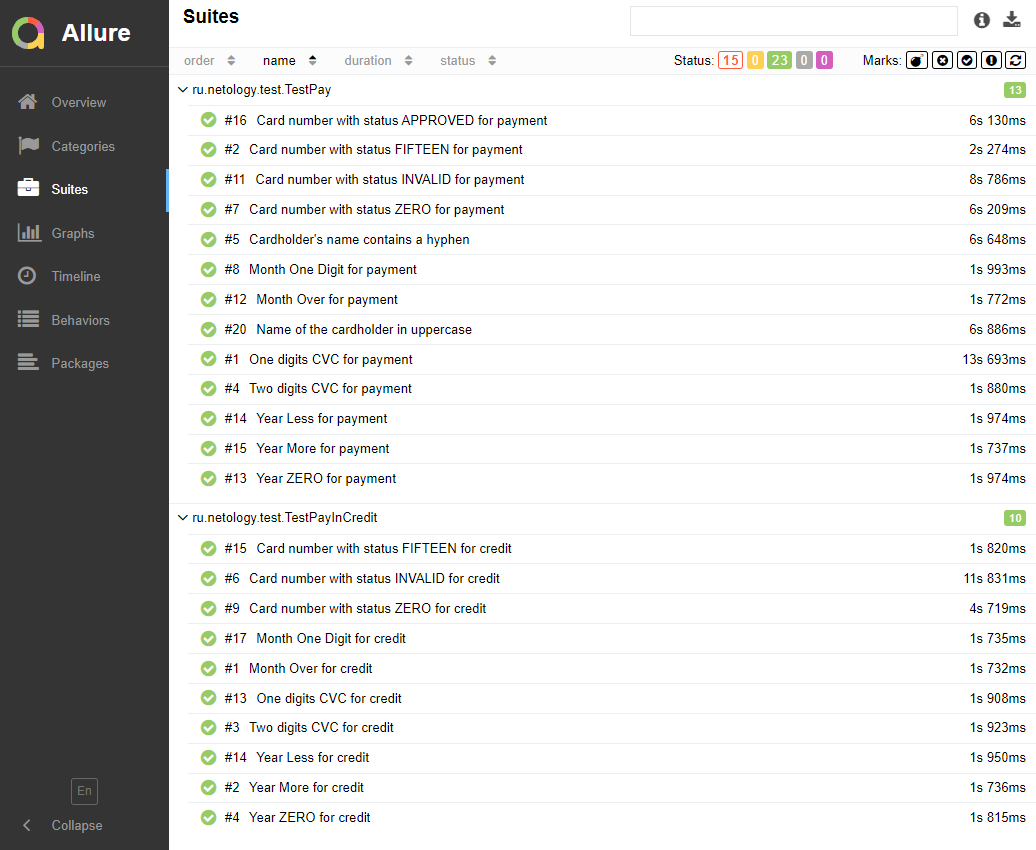 Allure
Overview
Categories
Suites
Graphs
Timeline
Behaviors
Packages
En
Collapse
Suites
order name duration status Status: 15 0 23 0 0 Marks:
ru.netology.test.TestPay 13
#16 Card number with status APPROVED for payment 6s 130ms
#2 Card number with status FIFTEEN for payment 2s 274ms
#11 Card number with status INVALID for payment 8s 786ms
#7 Card number with status ZERO for payment 6s 209ms
#5 Cardholder's name contains a hyphen 6s 648ms
#8 Month One Digit for payment 1s 993ms
#12 Month Over for payment 1s 772ms
#20 Name of the cardholder in uppercase 6s 886ms
#1 One digits CVC for payment 13s 693ms
#4 Two digits CVC for payment 1s 880ms
#14 Year Less for payment 1s 974ms
#15 Year More for payment 1s 737ms
#13 Year ZERO for payment 1s 974ms
ru.netology.test.TestPayInCredit 10
#15 Card number with status FIFTEEN for credit 1s 820ms
#6 Card number with status INVALID for credit 11s 831ms
#9 Card number with status ZERO for credit 4s 719ms
#17 Month One Digit for credit 1s 735ms
#1 Month Over for credit 1s 732ms
#13 One digits CVC for credit 1s 908ms
#3 Two digits CVC for credit 1s 923ms
#14 Year Less for credit 1s 950ms
#2 Year More for credit 1s 736ms
#4 Year ZERO for credit 1s 815ms